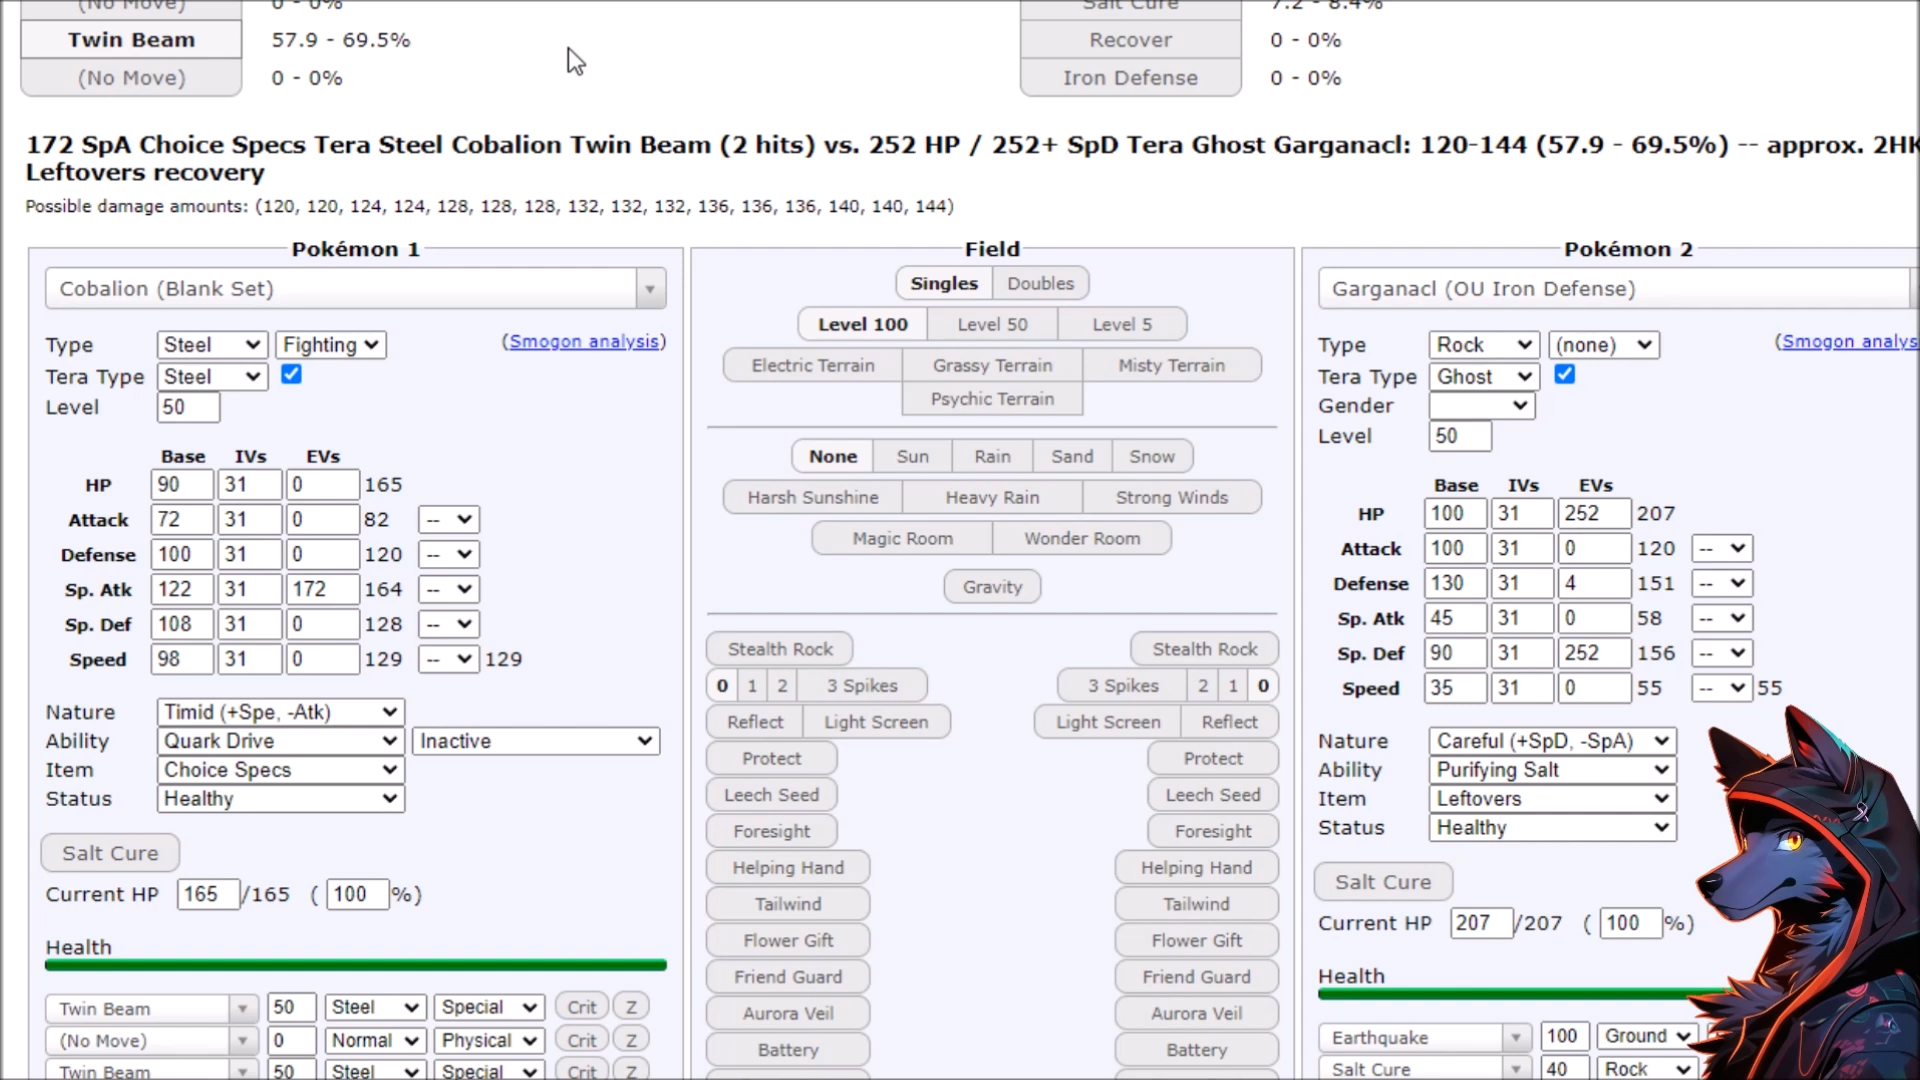 (No Move) 0 - 0%
Salt Cure 7.2 - 8.4%
Twin Beam 57.9 - 69.5%
Recover 0 - 0%
(No Move) 0 - 0%
Iron Defense 0 - 0%
172 SpA Choice Specs Tera Steel Cobalion Twin Beam (2 hits) vs. 252 HP / 252+ SpD Tera Ghost Garganacl: 120-144 (57.9 - 69.5%) -- approx. 2HK
Leftovers recovery
Possible damage amounts: (120, 120, 124, 124, 128, 128, 128, 132, 132, 132, 136, 136, 136, 140, 140, 144)
Pokémon 1
Cobalion (Blank Set)
Type Steel Fighting (Smogon analysis)
Tera Type Steel
Level 50
Base IVs EVs
HP 90 31 0 165
Attack 72 31 0 82 --
Defense 100 31 0 120 --
Sp. Atk 122 31 172 164 --
Sp. Def 108 31 0 128 --
Speed 98 31 0 129 -- 129
Nature Timid (+Spe, -Atk)
Ability Quark Drive Inactive
Item Choice Specs
Status Healthy
Salt Cure
Current HP 165 /165 ( 100 %)
Health
Twin Beam 50 Steel Special Crit Z
(No Move) 0 Normal Physical Crit Z
Twin Beam 50 Steel Special Crit Z
Field
Singles Doubles
Level 100 Level 50 Level 5
Electric Terrain Grassy Terrain Misty Terrain
Psychic Terrain
None Sun Rain Sand Snow
Harsh Sunshine Heavy Rain Strong Winds
Magic Room Wonder Room
Gravity
Stealth Rock Stealth Rock
0 1 2 3 Spikes 3 Spikes 2 1 0
Reflect Light Screen Light Screen Reflect
Protect Protect
Leech Seed Leech Seed
Foresight Foresight
Helping Hand Helping Hand
Tailwind Tailwind
Flower Gift Flower Gift
Friend Guard Friend Guard
Aurora Veil Aurora Veil
Battery Battery
Pokémon 2
Garganacl (OU Iron Defense)
Type Rock (none) (Smogon analys
Tera Type Ghost
Gender
Level 50
Base IVs EVs
HP 100 31 252 207
Attack 100 31 0 120 --
Defense 130 31 4 151 --
Sp. Atk 45 31 0 58 --
Sp. Def 90 31 252 156 --
Speed 35 31 0 55 -- 55
Nature Careful (+SpD, -SpA)
Ability Purifying Salt
Item Leftovers
Status Healthy
Salt Cure
Current HP 207 /207 ( 100 %)
Health
Earthquake 100 Ground
Salt Cure 40 Rock